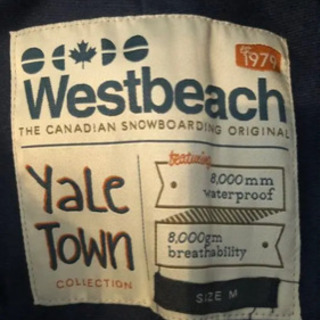 est. 1979
Westbeach
THE CANADIAN SNOWBOARDING ORIGINAL
Yale
Town
COLLECTION
featuring
8,000mm
waterproof
8,000gm
breathability
SIZE M